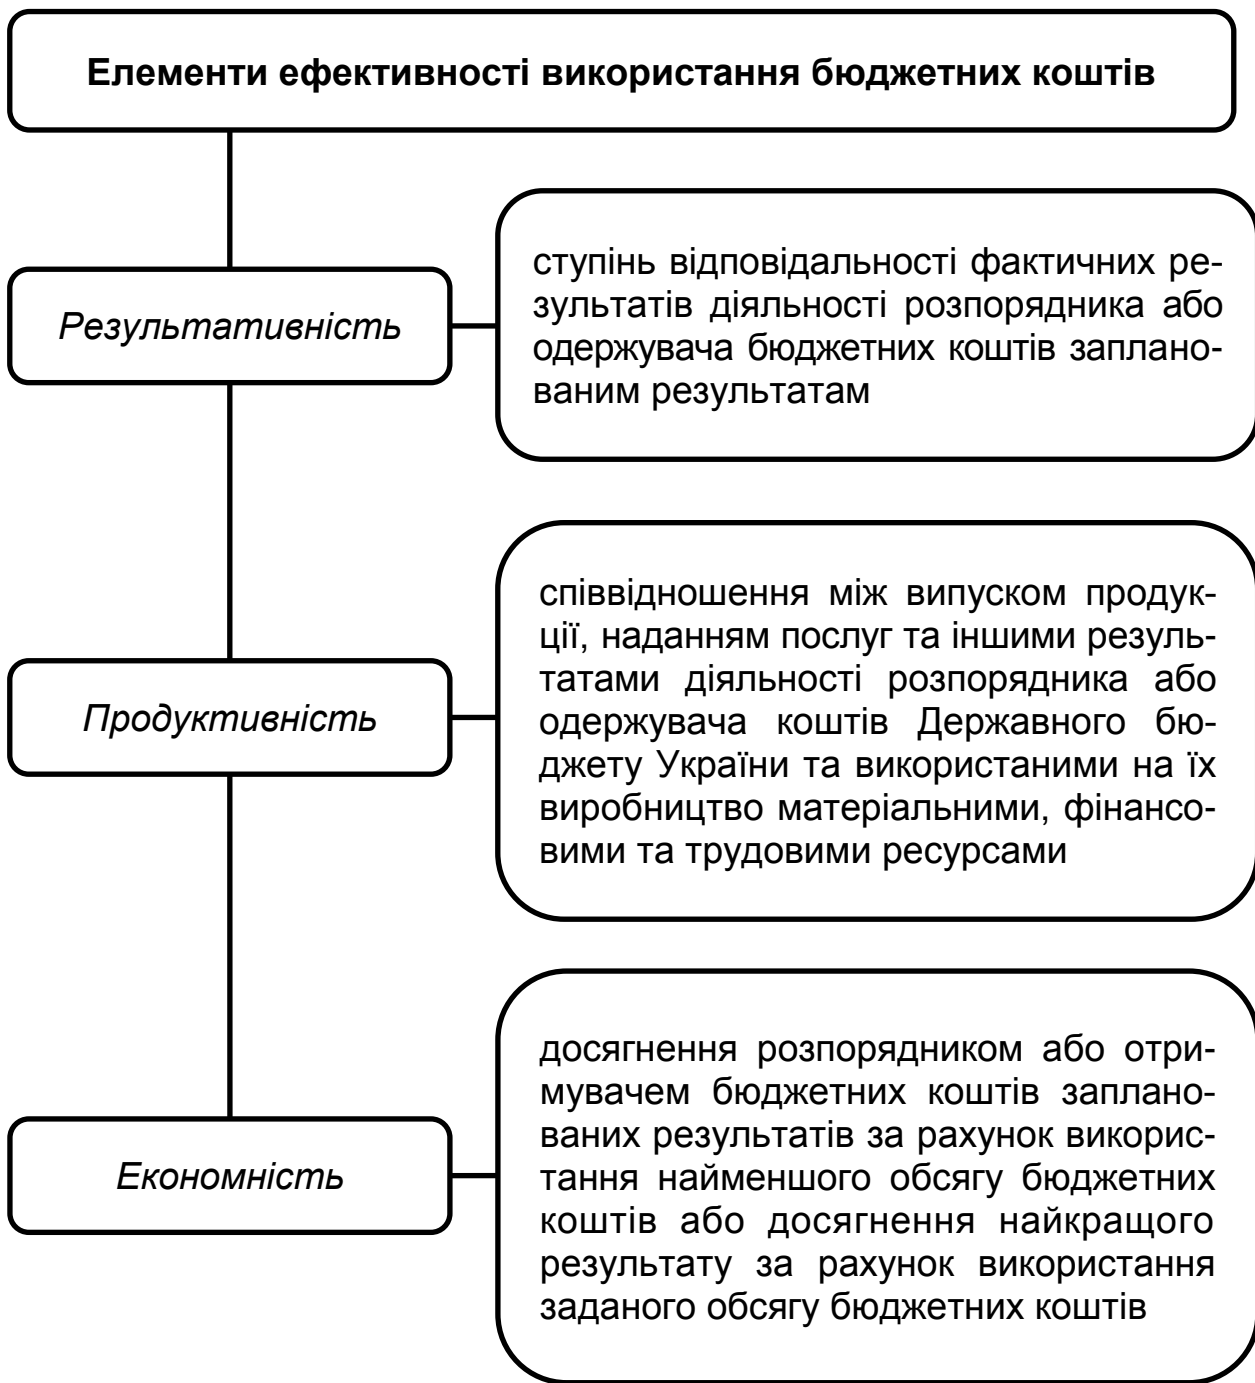 Елементи ефективності використання бюджетних коштів
Результативність
ступінь відповідальності фактичних ре-
зультатів діяльності розпорядника або
одержувача бюджетних коштів заплано-
ваним результатам
Продуктивність
співвідношення між випуском продук-
ції, наданням послуг та іншими резуль-
татами діяльності розпорядника або
одержувача коштів Державного бю-
джету України та використаними на їх
виробництво матеріальними, фінансо-
вими та трудовими ресурсами
Економність
досягнення розпорядником або отри-
мувачем бюджетних коштів заплано-
ваних результатів за рахунок викорис-
тання найменшого обсягу бюджетних
коштів або досягнення найкращого
результату за рахунок використання
заданого обсягу бюджетних коштів